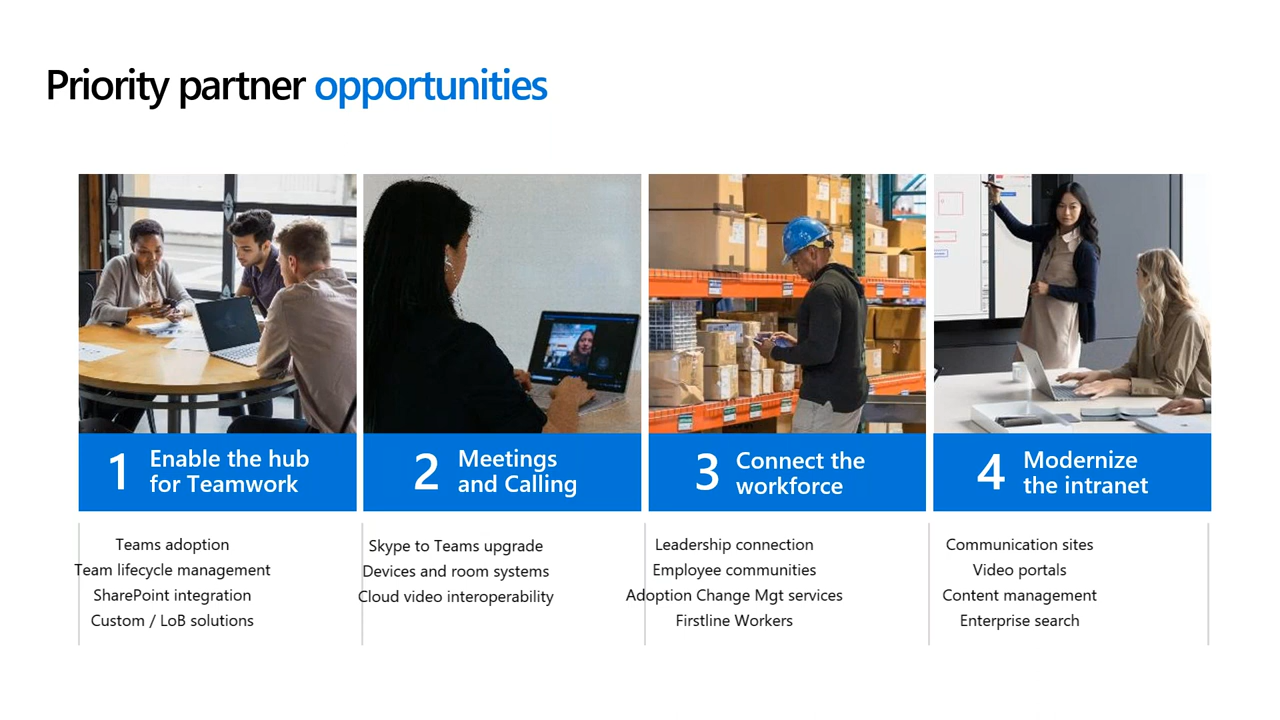 Priority partner opportunities
1 Enable the hub
for Teamwork
Teams adoption
Team lifecycle management
SharePoint integration
Custom / LoB solutions
2 Meetings
and Calling
Skype to Teams upgrade
Devices and room systems
Cloud video interoperability
3 Connect the
workforce
Leadership connection
Employee communities
Adoption Change Mgt services
Firstline Workers
4 Modernize
the intranet
Communication sites
Video portals
Content management
Enterprise search